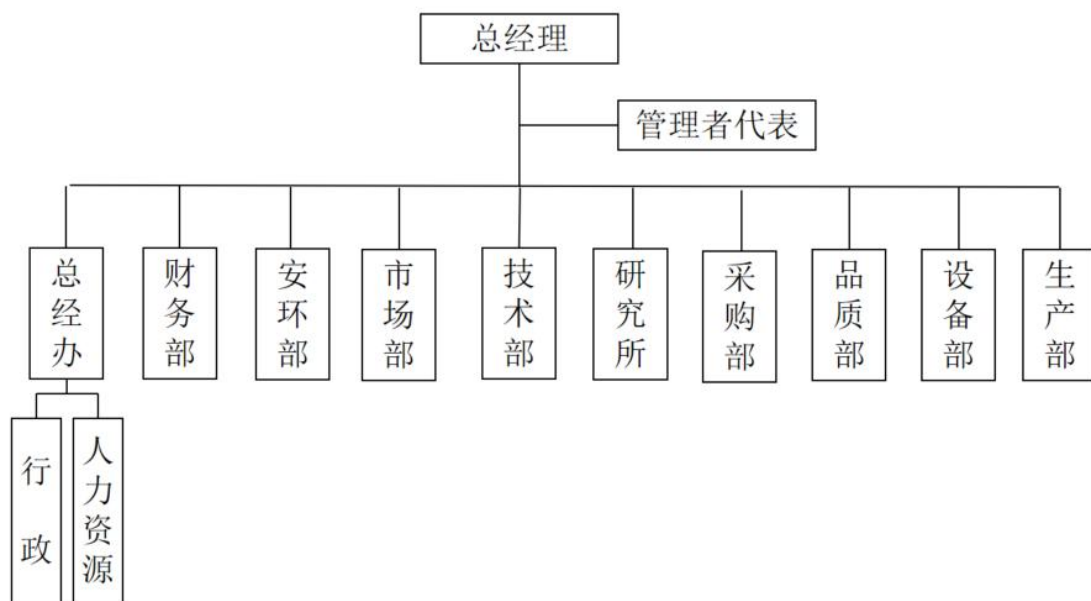 总经理
管理者代表
总经办
财务部
安环部
市场部
技术部
研究所
采购部
品质部
设备部
生产部
行政
人力资源